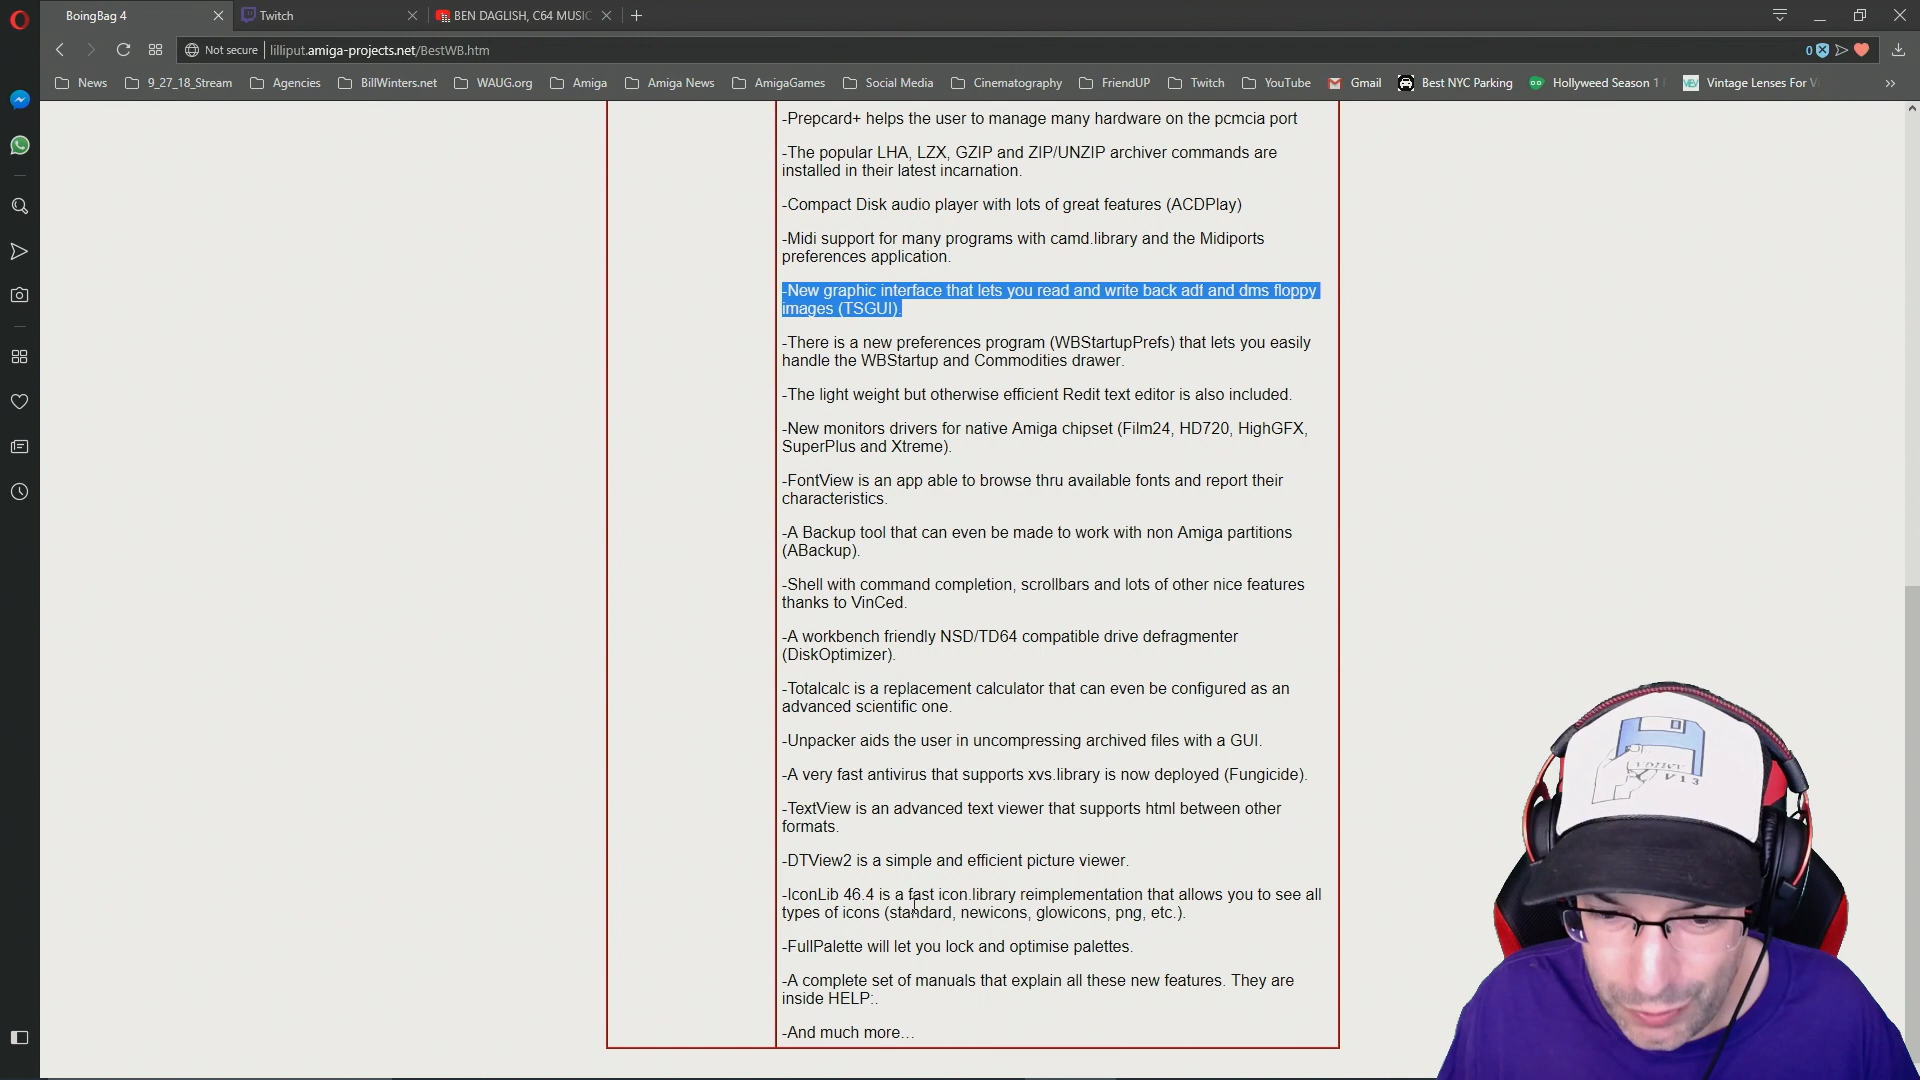 BoingBag 4
Twitch
BEN DAGLISH, C64 MUSIC
Not secure
lilliput.amiga-projects.net/BestWB.htm
0
News
9_27_18_Stream
Agencies
BillWinters.net
WAUG.org
Amiga
Amiga News
AmigaGames
Social Media
Cinematography
FriendUP
Twitch
YouTube
Gmail
Best NYC Parking
Hollyweed Season 1
Vintage Lenses For V
-Prepcard+ helps the user to manage many hardware on the pcmcia port
-The popular LHA, LZX, GZIP and ZIP/UNZIP archiver commands are
installed in their latest incarnation.
-Compact Disk audio player with lots of great features (ACDPlay)
-Midi support for many programs with camd.library and the Midiports
preferences application.
-New graphic interface that lets you read and write back adf and dms floppy
images (TSGUI).
-There is a new preferences program (WBStartupPrefs) that lets you easily
handle the WBStartup and Commodities drawer.
-The light weight but otherwise efficient Redit text editor is also included.
-New monitors drivers for native Amiga chipset (Film24, HD720, HighGFX,
SuperPlus and Xtreme).
-FontView is an app able to browse thru available fonts and report their
characteristics.
-A Backup tool that can even be made to work with non Amiga partitions
(ABackup).
-Shell with command completion, scrollbars and lots of other nice features
thanks to VinCed.
-A workbench friendly NSD/TD64 compatible drive defragmenter
(DiskOptimizer).
-Totalcalc is a replacement calculator that can even be configured as an
advanced scientific one.
-Unpacker aids the user in uncompressing archived files with a GUI.
-A very fast antivirus that supports xvs.library is now deployed (Fungicide).
-TextView is an advanced text viewer that supports html between other
formats.
-DTView2 is a simple and efficient picture viewer.
-IconLib 46.4 is a fast icon.library reimplementation that allows you to see all
types of icons (standard, newicons, glowicons, png, etc.).
-FullPalette will let you lock and optimise palettes.
-A complete set of manuals that explain all these new features. They are
inside HELP:.
-And much more...